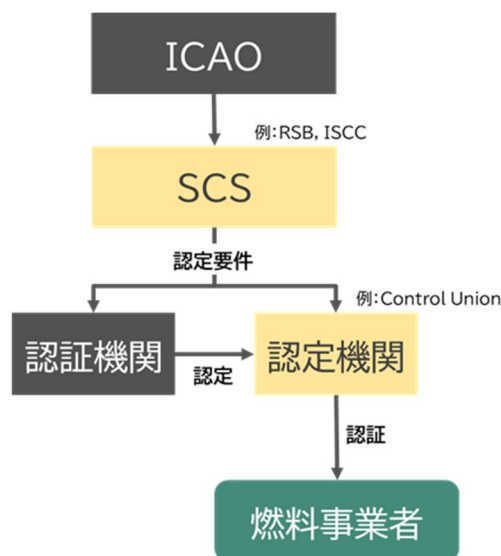 ICAO
例:RSB, ISCC
SCS
認定要件
例:Control Union
認証機関
認定
認定機関
認証
燃料事業者